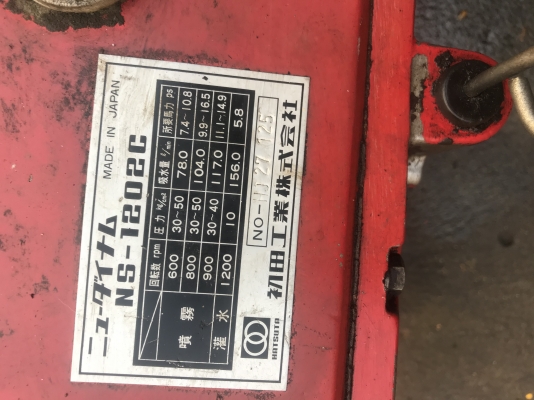 ニューダイナム
NS-1202C
MADE IN JAPAN
回転数 rpm 圧力 kg/cm² 吸水量 ℓ/min 所要馬力 ps
噴霧 600 30~50 78.0 7.4~10.8
800 30~50 104.0 9.9~16.5
900 30~40 117.0 11.1~14.9
灌水 1200 10 156.0 5.8
NO-
27 125
HATSUTA
初田工業株式会社